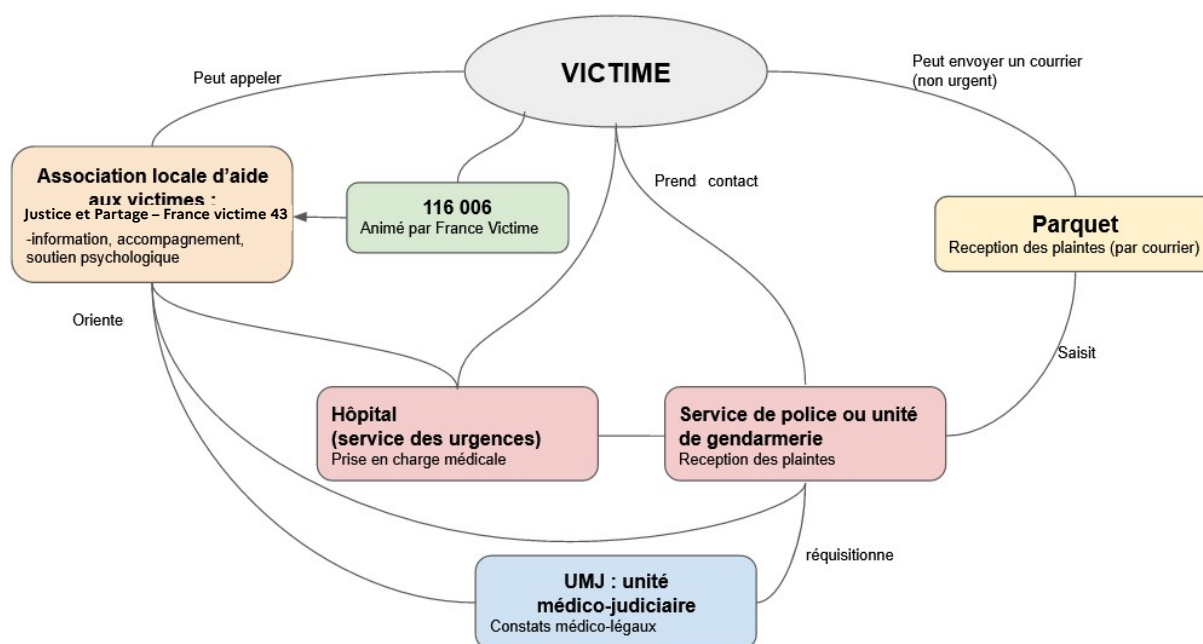 VICTIME
Peut appeler
Peut envoyer un courrier
(non urgent)
Association locale d'aide
aux victimes :
Justice et Partage – France victime 43
-information, accompagnement,
soutien psychologique
116 006
Animé par France Victime
Prend contact
Parquet
Reception des plaintes (par courrier)
Oriente
Saisit
Hôpital
(service des urgences)
Prise en charge médicale
Service de police ou unité
de gendarmerie
Reception des plaintes
réquisitionne
UMJ : unité
médico-judiciaire
Constats médico-légaux